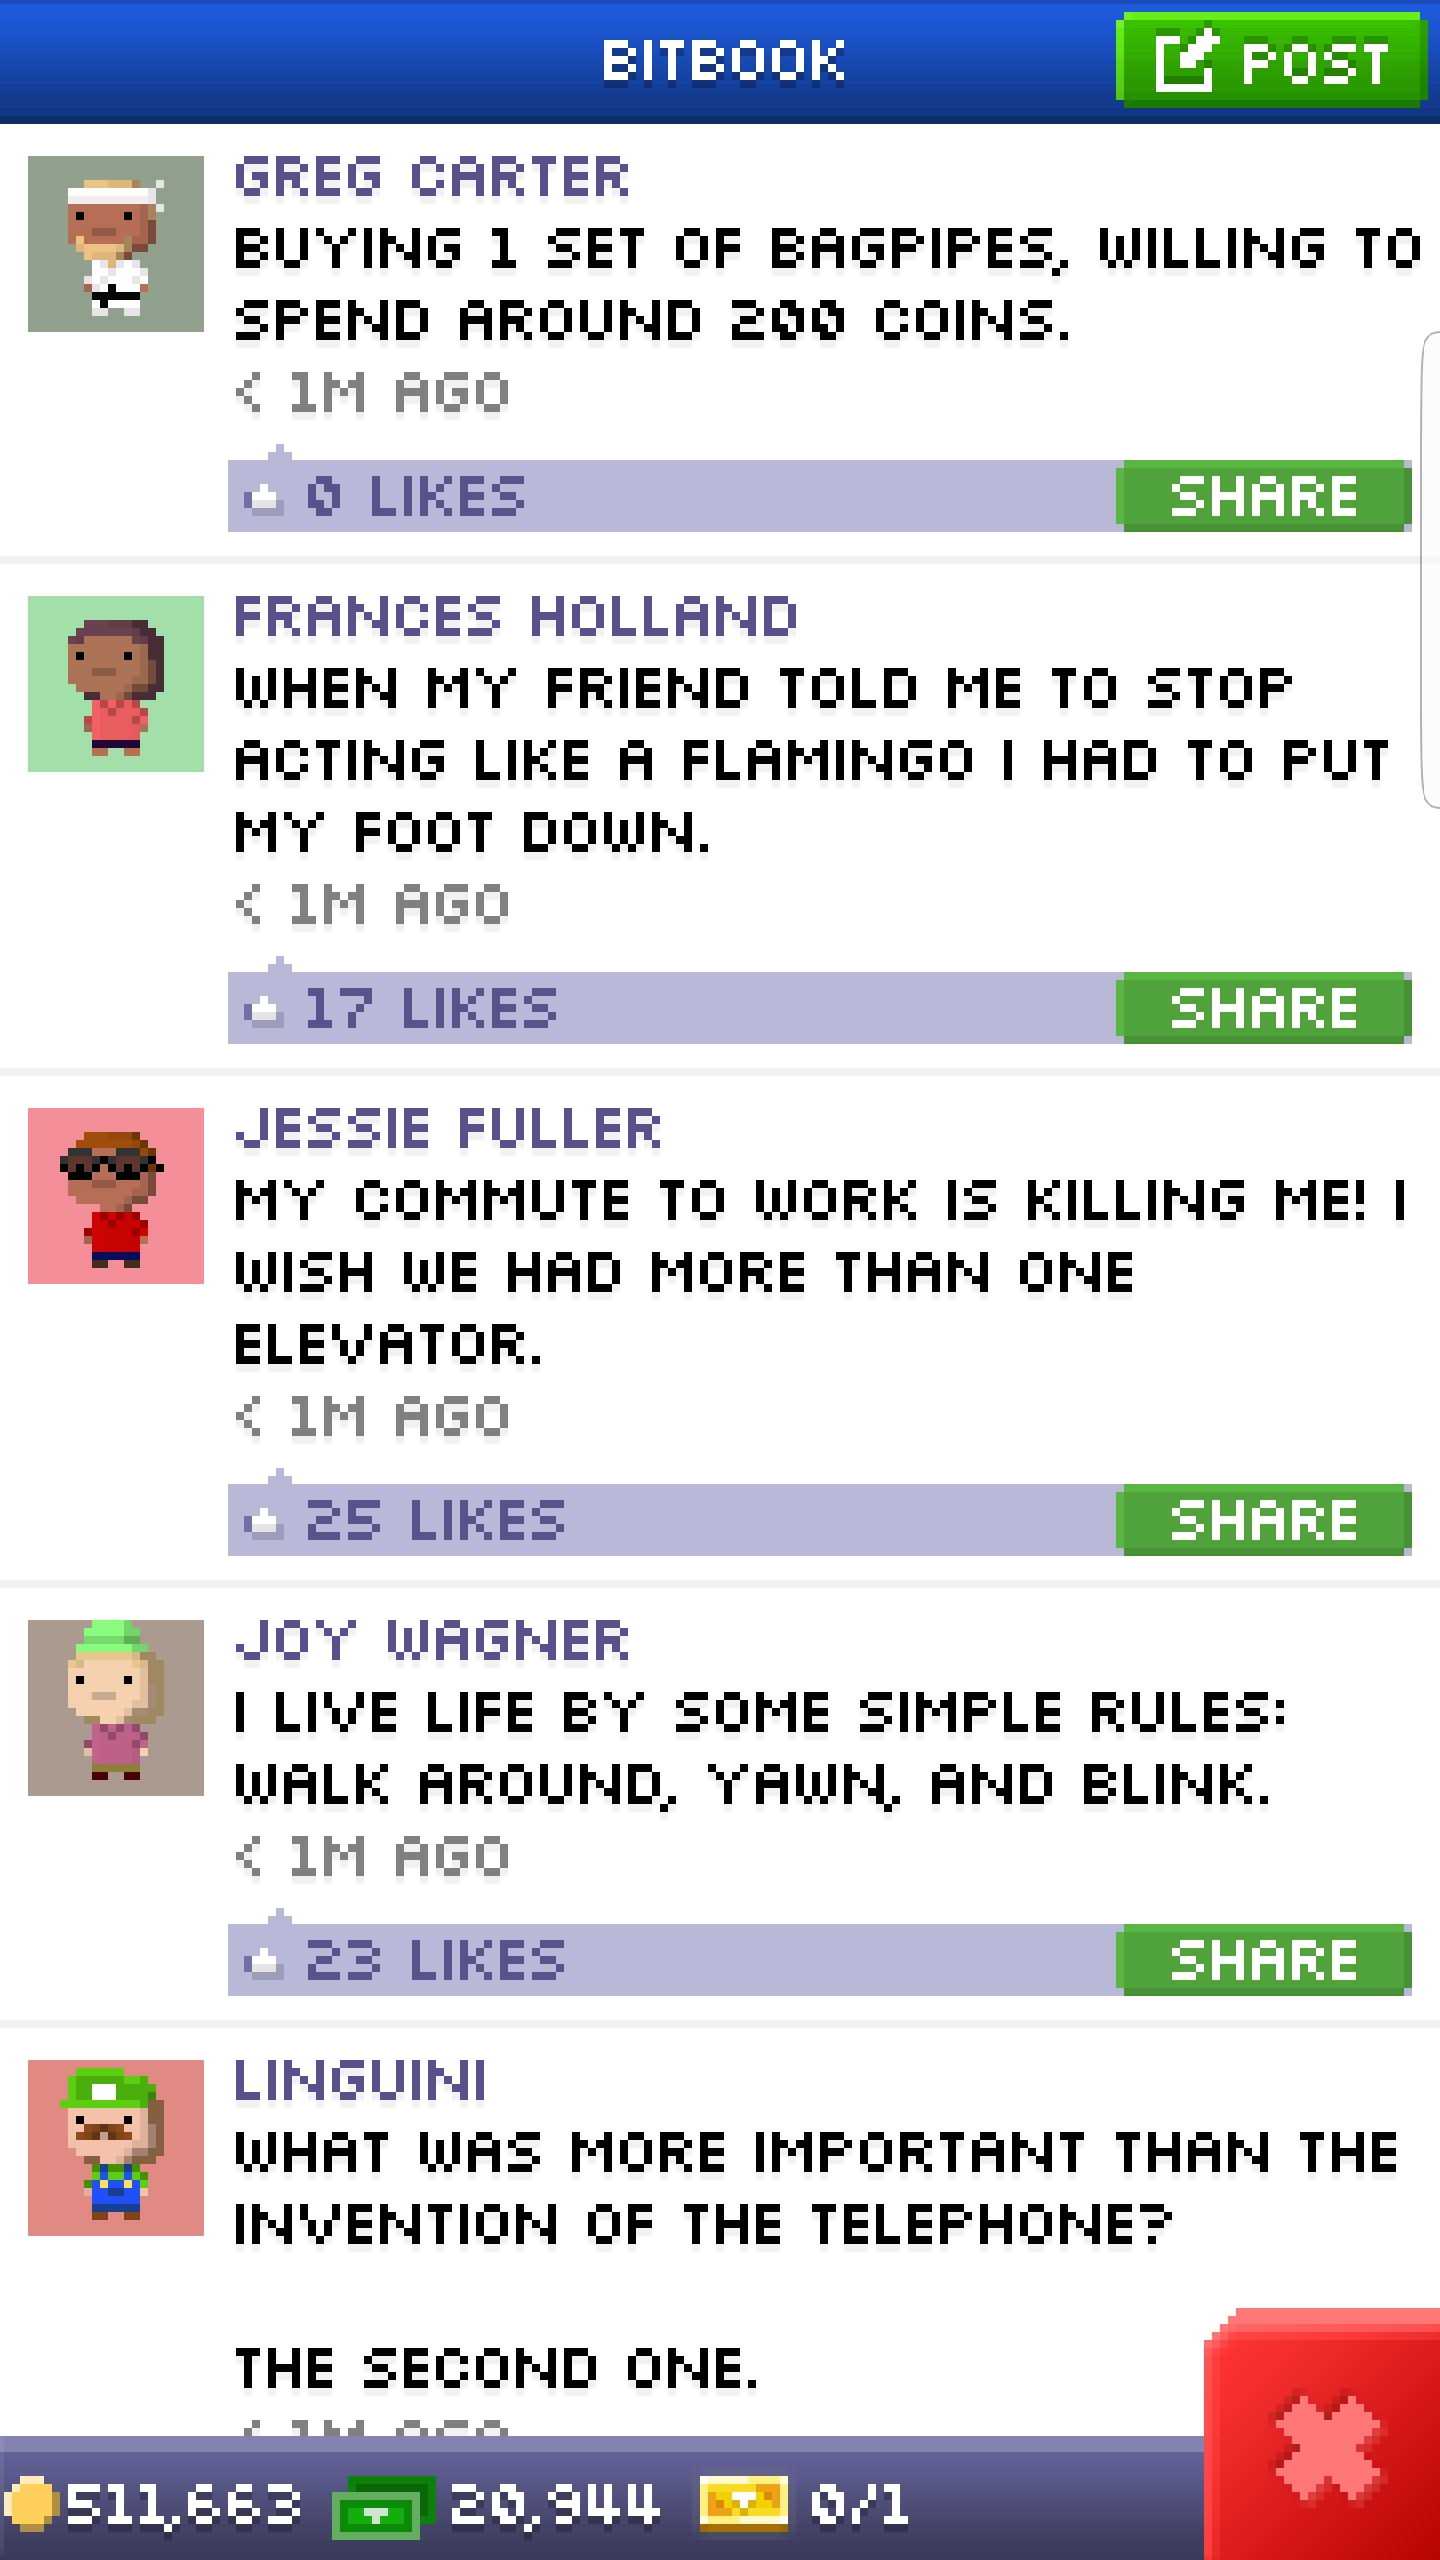 BITBOOK
POST
GREG CARTER
BUYING 1 SET OF BAGPIPES, WILLING TO
SPEND AROUND 200 COINS.
< 1M AGO
0 LIKES
SHARE
FRANCES HOLLAND
WHEN MY FRIEND TOLD ME TO STOP
ACTING LIKE A FLAMINGO I HAD TO PUT
MY FOOT DOWN.
< 1M AGO
17 LIKES
SHARE
JESSIE FULLER
MY COMMUTE TO WORK IS KILLING ME! I
WISH WE HAD MORE THAN ONE
ELEVATOR.
< 1M AGO
25 LIKES
SHARE
JOY WAGNER
I LIVE LIFE BY SOME SIMPLE RULES:
WALK AROUND, YAWN, AND BLINK.
< 1M AGO
23 LIKES
SHARE
LINGUINI
WHAT WAS MORE IMPORTANT THAN THE
INVENTION OF THE TELEPHONE?
THE SECOND ONE.
< 1M AGO
511,663
20,944
0/1